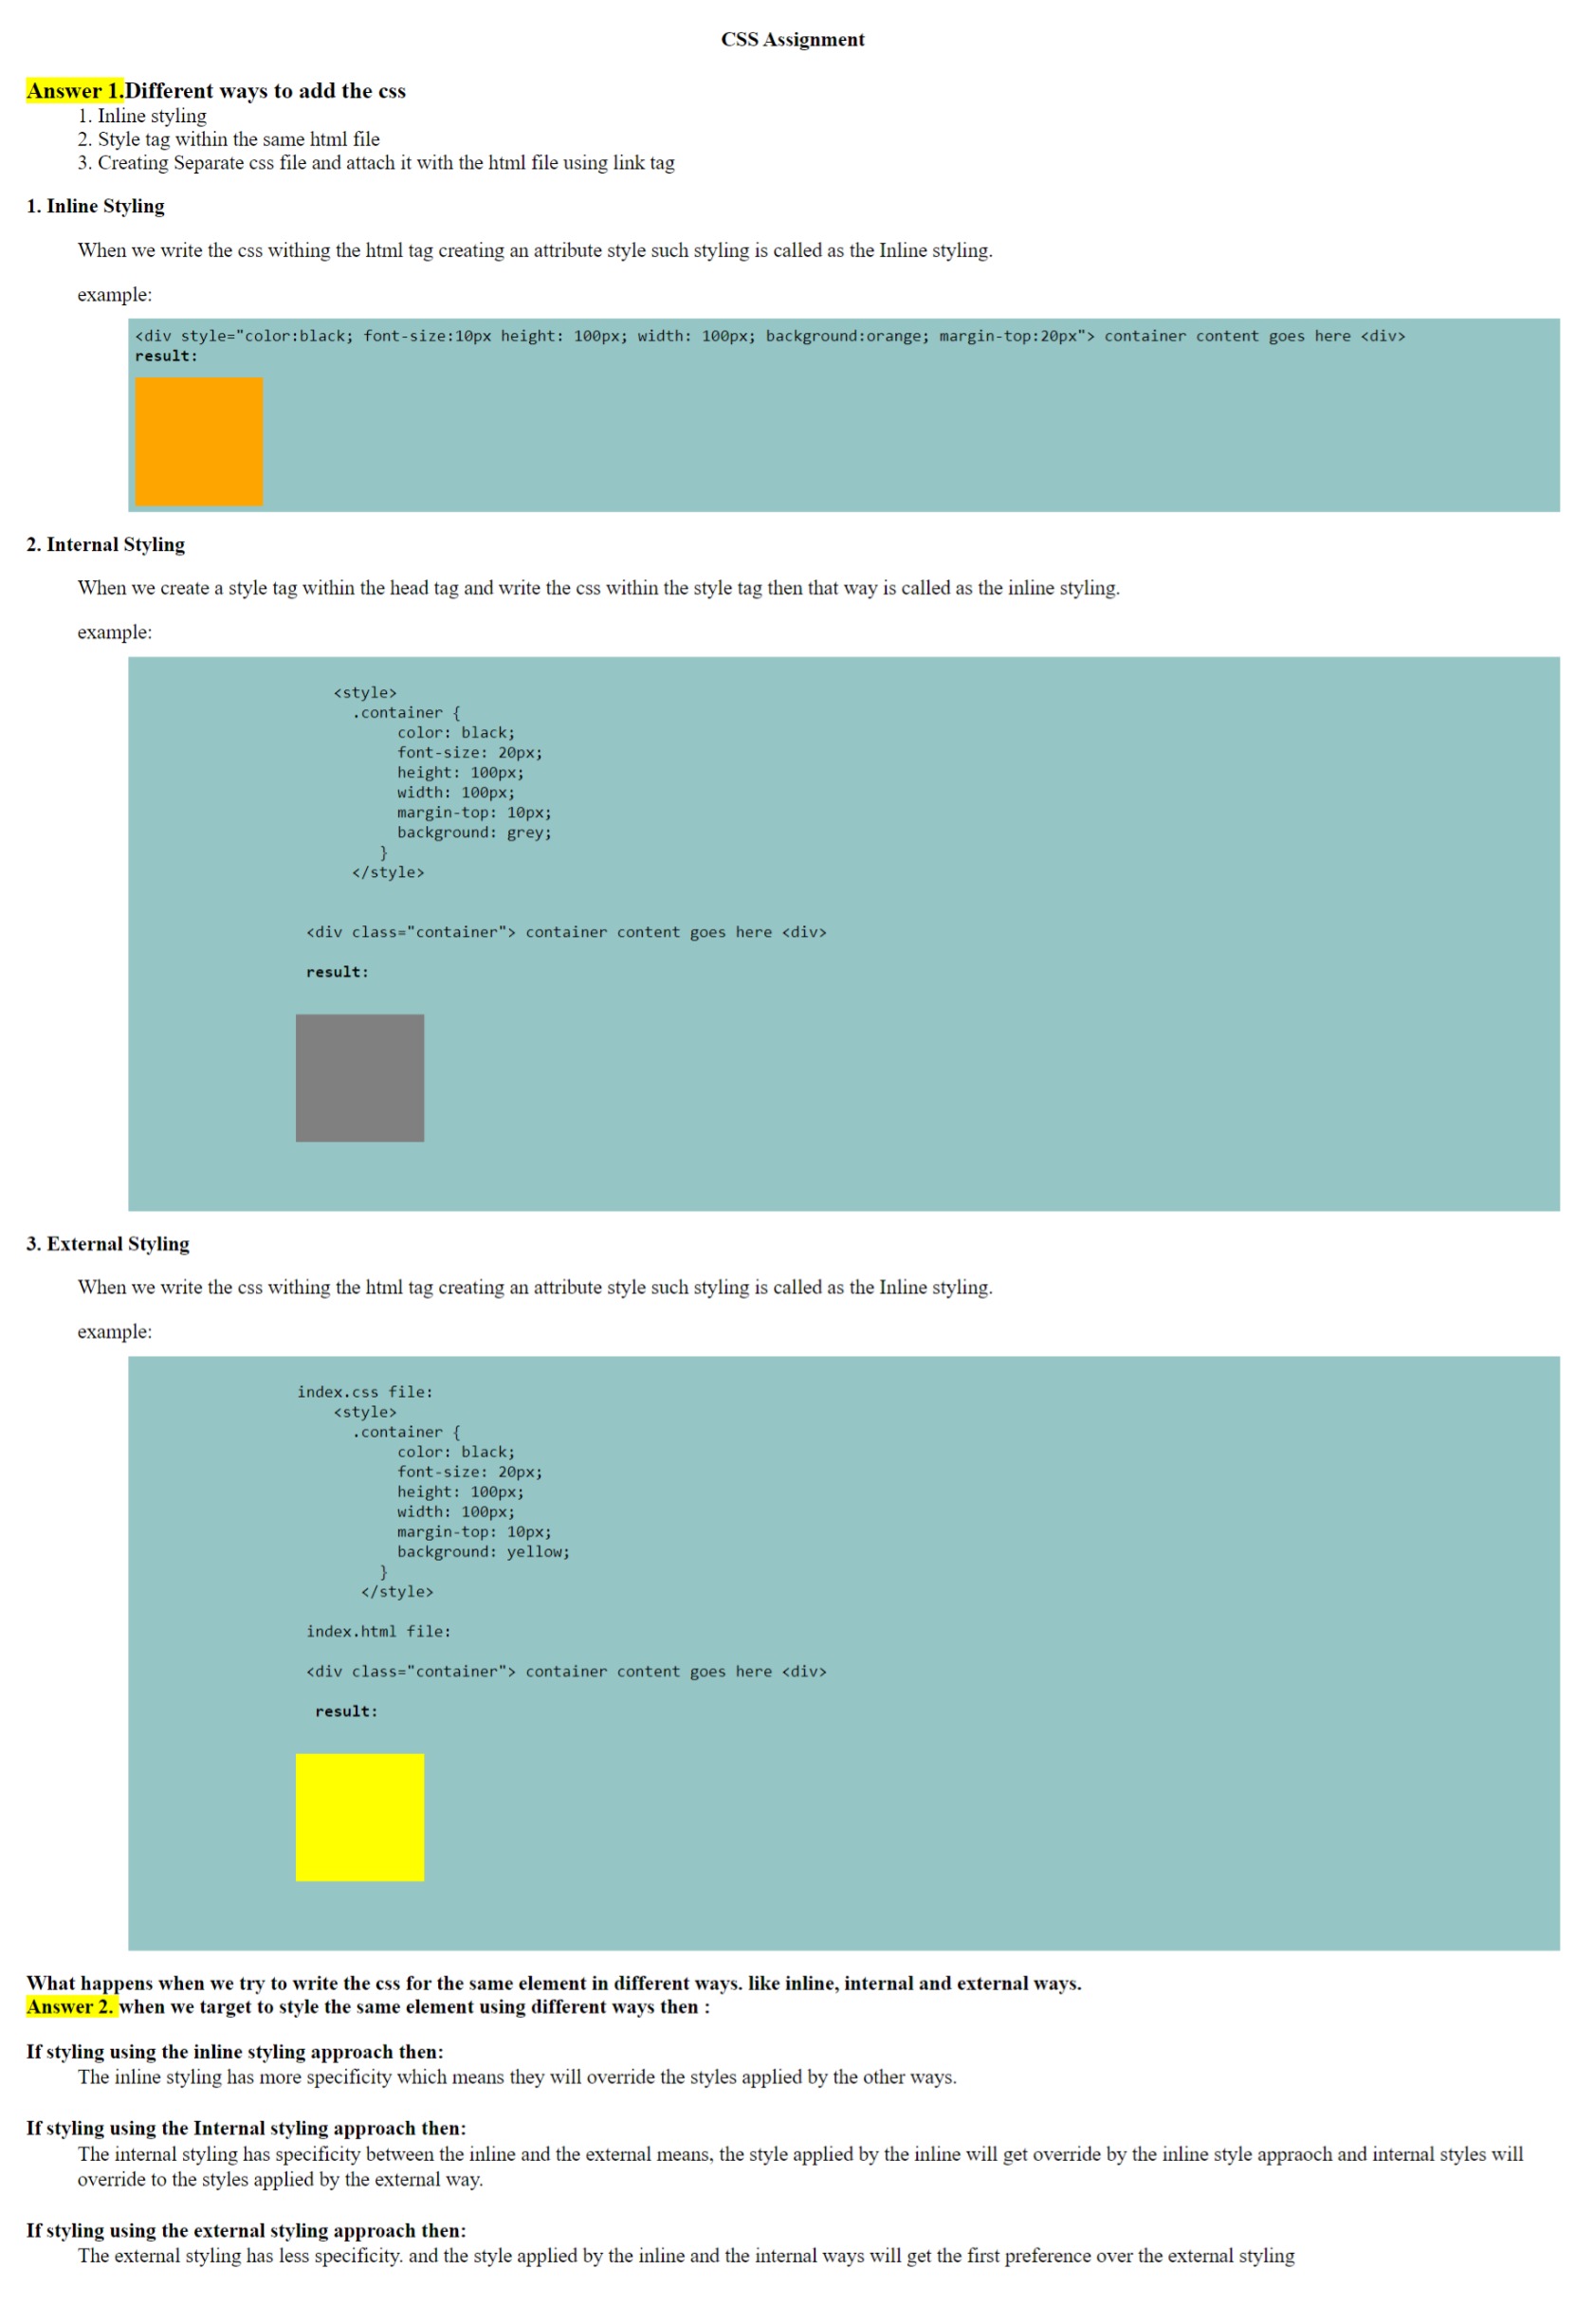 CSS Assignment
Answer 1.Different ways to add the css
1. Inline styling
2. Style tag within the same html file
3. Creating Separate css file and attach it with the html file using link tag
1. Inline Styling
When we write the css withing the html tag creating an attribute style such styling is called as the Inline styling.
example:
<div style="color:black; font-size:10px height: 100px; width: 100px; background:orange; margin-top:20px"> container content goes here <div>
result:
2. Internal Styling
When we create a style tag within the head tag and write the css within the style tag then that way is called as the inline styling.
example:
<style>
.container {
color: black;
font-size: 20px;
height: 100px;
width: 100px;
margin-top: 10px;
background: grey;
}
</style>
<div class="container"> container content goes here <div>
result:
3. External Styling
When we write the css withing the html tag creating an attribute style such styling is called as the Inline styling.
example:
index.css file:
<style>
.container {
color: black;
font-size: 20px;
height: 100px;
width: 100px;
margin-top: 10px;
background: yellow;
}
</style>
index.html file:
<div class="container"> container content goes here <div>
result:
What happens when we try to write the css for the same element in different ways. like inline, internal and external ways.
Answer 2. when we target to style the same element using different ways then :
If styling using the inline styling approach then:
The inline styling has more specificity which means they will override the styles applied by the other ways.
If styling using the Internal styling approach then:
The internal styling has specificity between the inline and the external means, the style applied by the inline will get override by the inline style appraoch and internal styles will
override to the styles applied by the external way.
If styling using the external styling approach then:
The external styling has less specificity. and the style applied by the inline and the internal ways will get the first preference over the external styling